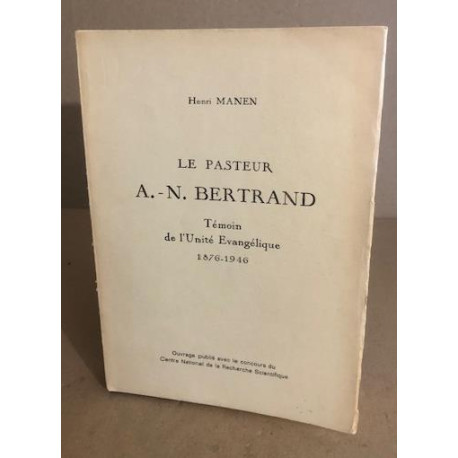 Henri MANEN
LE PASTEUR
A.-N. BERTRAND
Témoin
de l'Unité Evangélique
1876-1946
Ouvrage publié avec le concours du
Centre National de la Recherche Scientifique